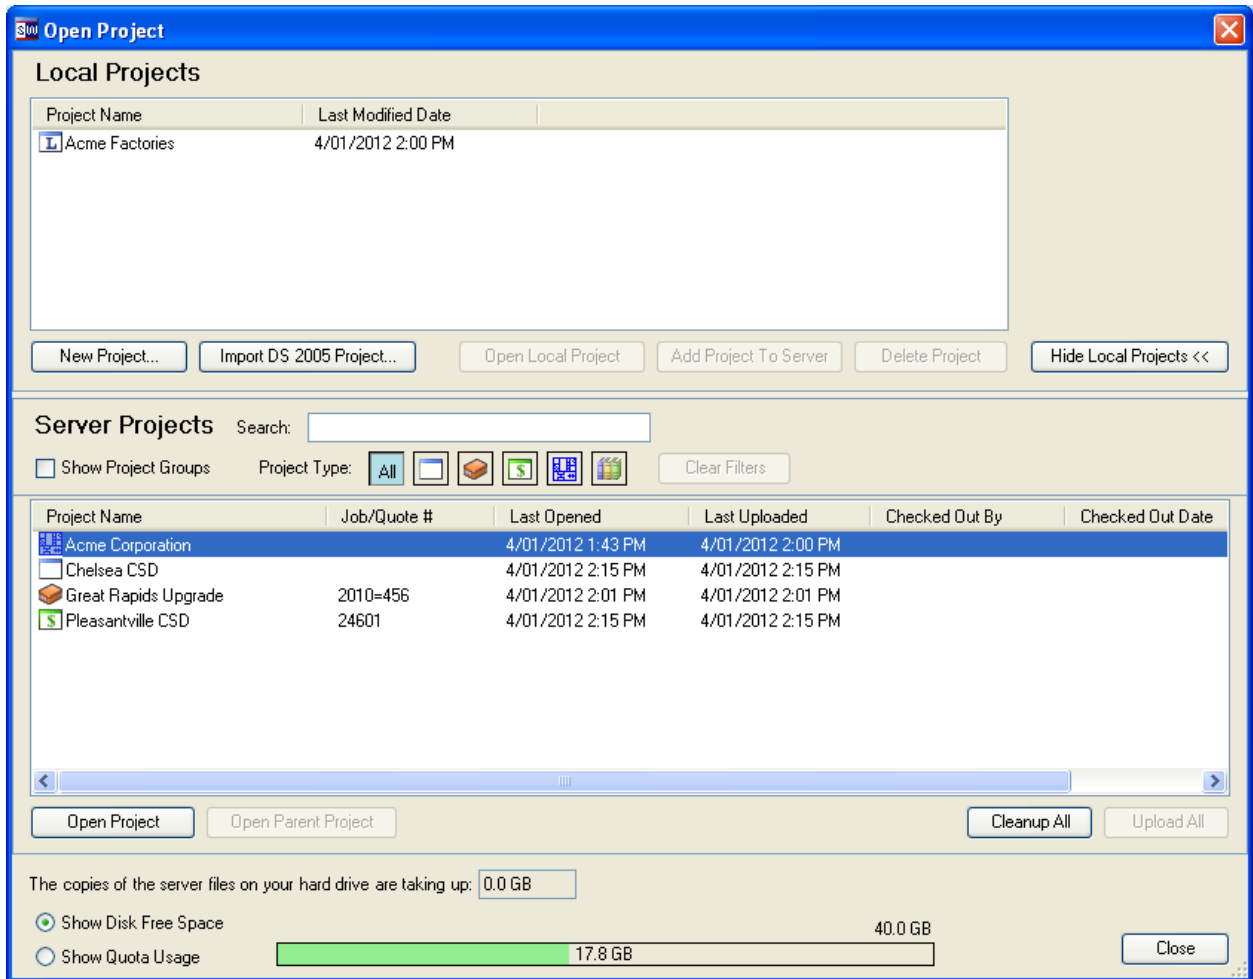 SW Open Project
Local Projects
Project Name Last Modified Date
L Acme Factories 4/01/2012 2:00 PM
New Project... Import DS 2005 Project... Open Local Project Add Project To Server Delete Project Hide Local Projects <<
Server Projects Search:
Show Project Groups Project Type: All $ Clear Filters
Project Name Job/Quote # Last Opened Last Uploaded Checked Out By Checked Out Date
Acme Corporation 4/01/2012 1:43 PM 4/01/2012 2:00 PM
Chelsea CSD 4/01/2012 2:15 PM 4/01/2012 2:15 PM
Great Rapids Upgrade 2010=456 4/01/2012 2:01 PM 4/01/2012 2:01 PM
$ Pleasantville CSD 24601 4/01/2012 2:15 PM 4/01/2012 2:15 PM
Open Project Open Parent Project Cleanup All Upload All
The copies of the server files on your hard drive are taking up: 0.0 GB
Show Disk Free Space 40.0 GB
Show Quota Usage 17.8 GB Close